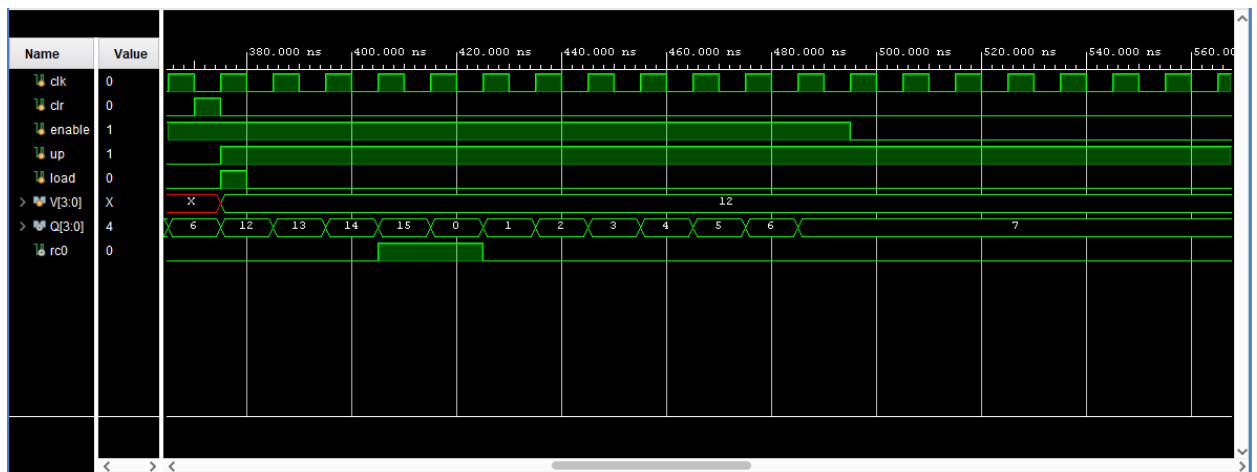 Name Value
380.000 ns 400.000 ns 420.000 ns 440.000 ns 460.000 ns 480.000 ns 500.000 ns 520.000 ns 540.000 ns 560.00
clk 0
clr 0
enable 1
up 1
load 0
V[3:0] X X 12
Q[3:0] 4 6 12 13 14 15 0 1 2 3 4 5 6 7
rc0 0